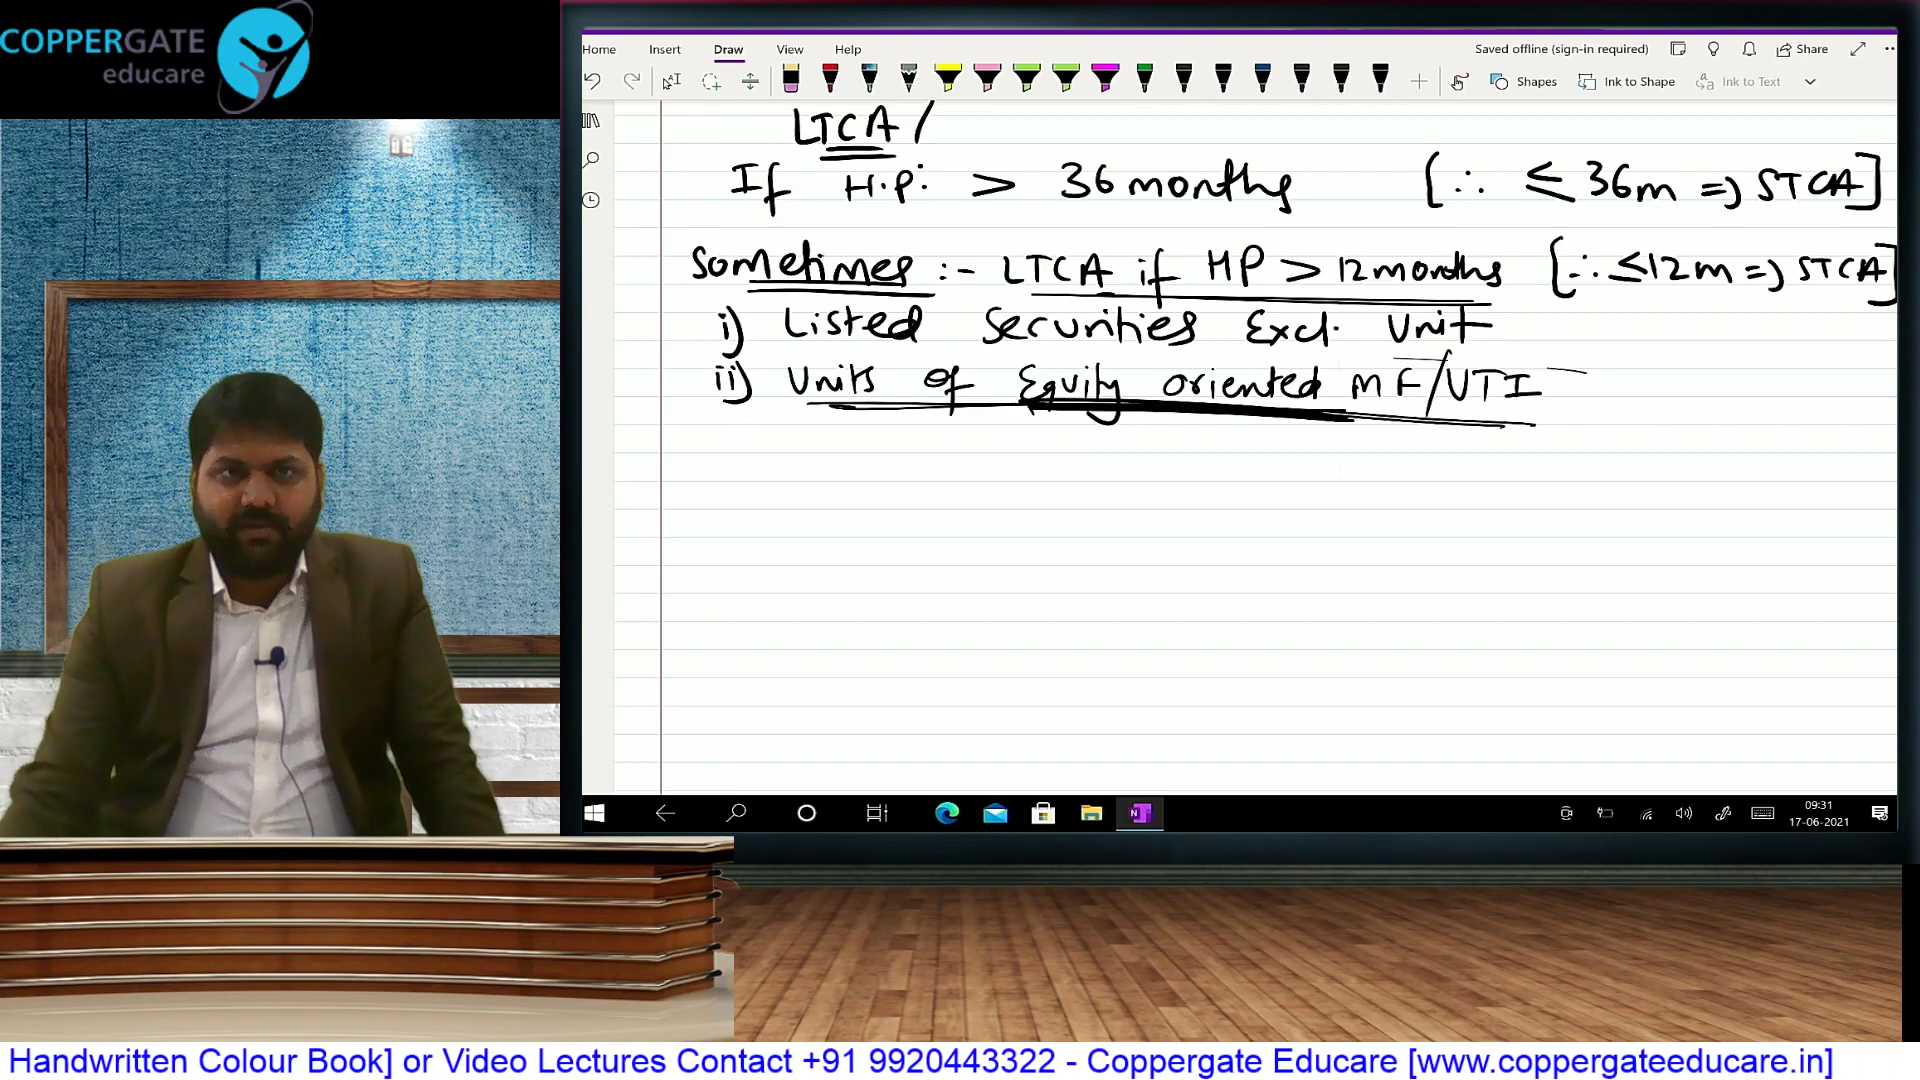 COPPERGATE
educare
Home Insert Draw View Help
Saved offline (sign-in required) Share
Shapes Ink to Shape Ink to Text
LTCA /
If H.P. > 36 months [∴ ≤ 36m => STCA]
Sometimes :- LTCA if HP > 12 months [∴ ≤12m => STCA]
i) Listed Securities Excl. Unit
ii) Units of Equity oriented MF/UTI
09:31
17-06-2021
Handwritten Colour Book] or Video Lectures Contact +91 9920443322 - Coppergate Educare [www.coppergateeducare.in]